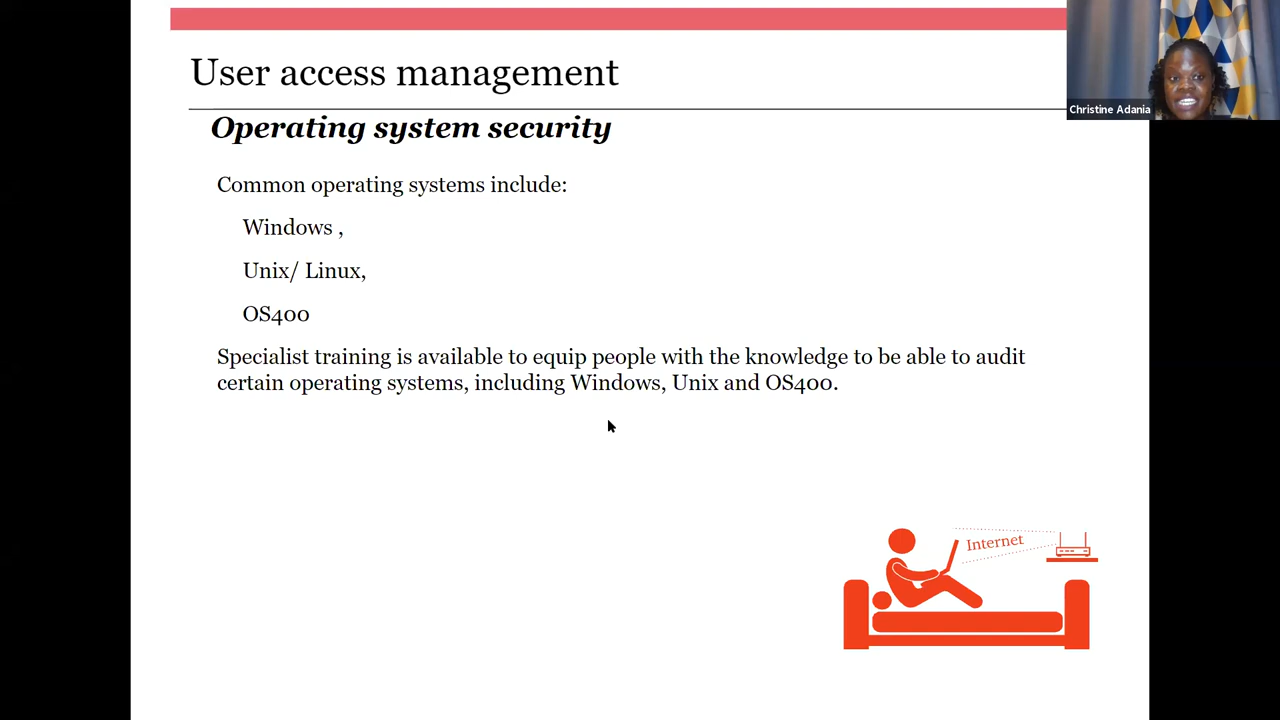 User access management
Christine Adania
Operating system security
Common operating systems include:
Windows ,
Unix/ Linux,
OS400
Specialist training is available to equip people with the knowledge to be able to audit
certain operating systems, including Windows, Unix and OS400.
Internet